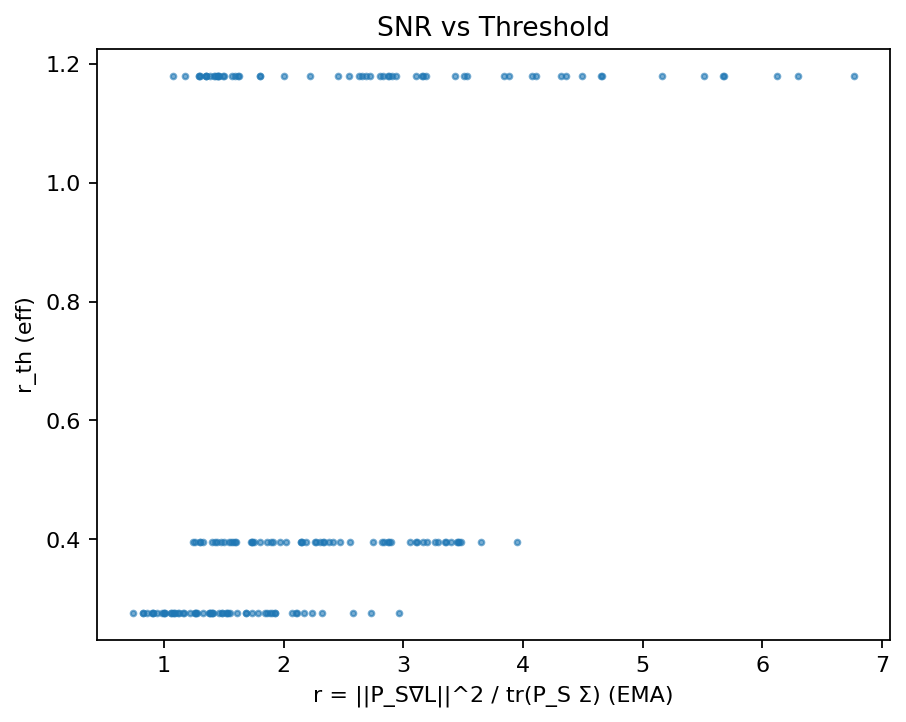 SNR vs Threshold
1.2
1.0
0.8
0.6
0.4
r_th (eff)
1 2 3 4 5 6 7
r = ||P_S∇L||^2 / tr(P_S Σ) (EMA)